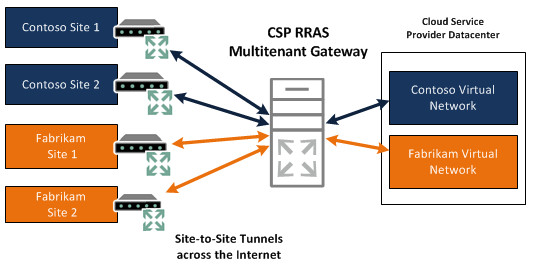 Contoso Site 1
CSP RRAS
Multitenant Gateway
Cloud Service
Provider Datacenter
Contoso Site 2
Contoso Virtual
Network
Fabrikam
Site 1
Fabrikam Virtual
Network
Fabrikam
Site 2
Site-to-Site Tunnels
across the Internet